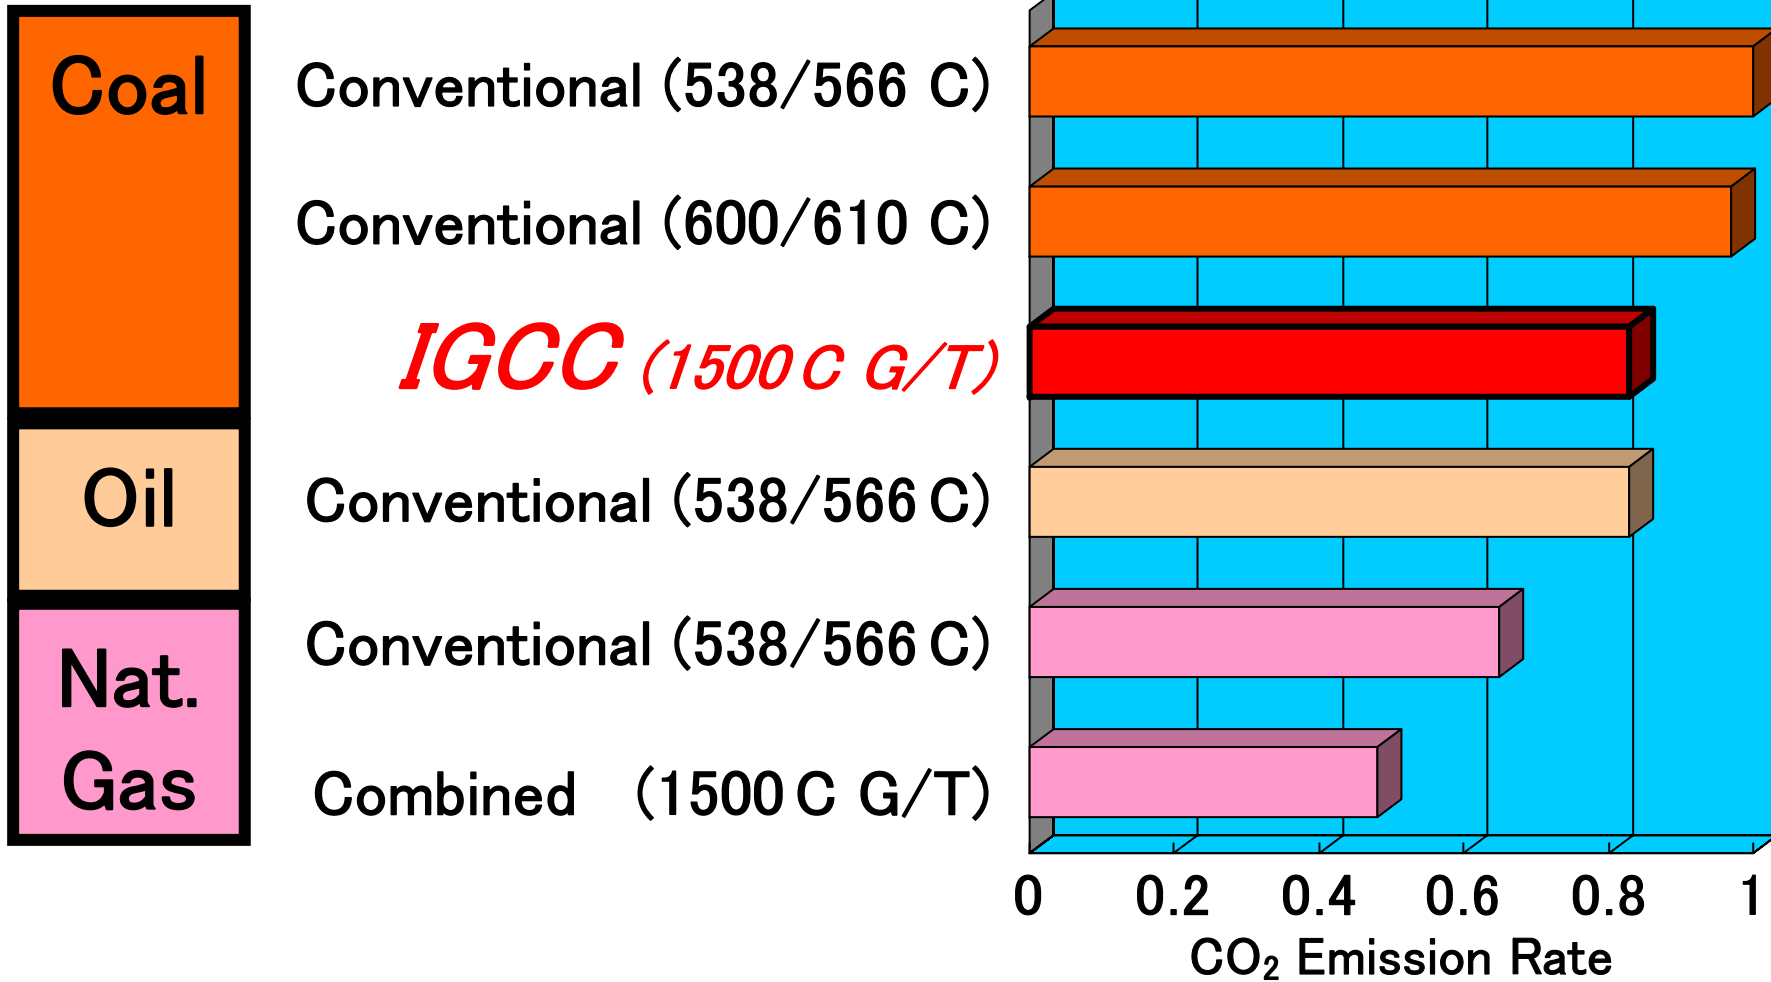 Coal
Conventional (538/566 C)
Conventional (600/610 C)
IGCC (1500 C G/T)
Oil
Conventional (538/566 C)
Nat.
Gas
Conventional (538/566 C)
Combined (1500 C G/T)
0 0.2 0.4 0.6 0.8 1
CO₂ Emission Rate